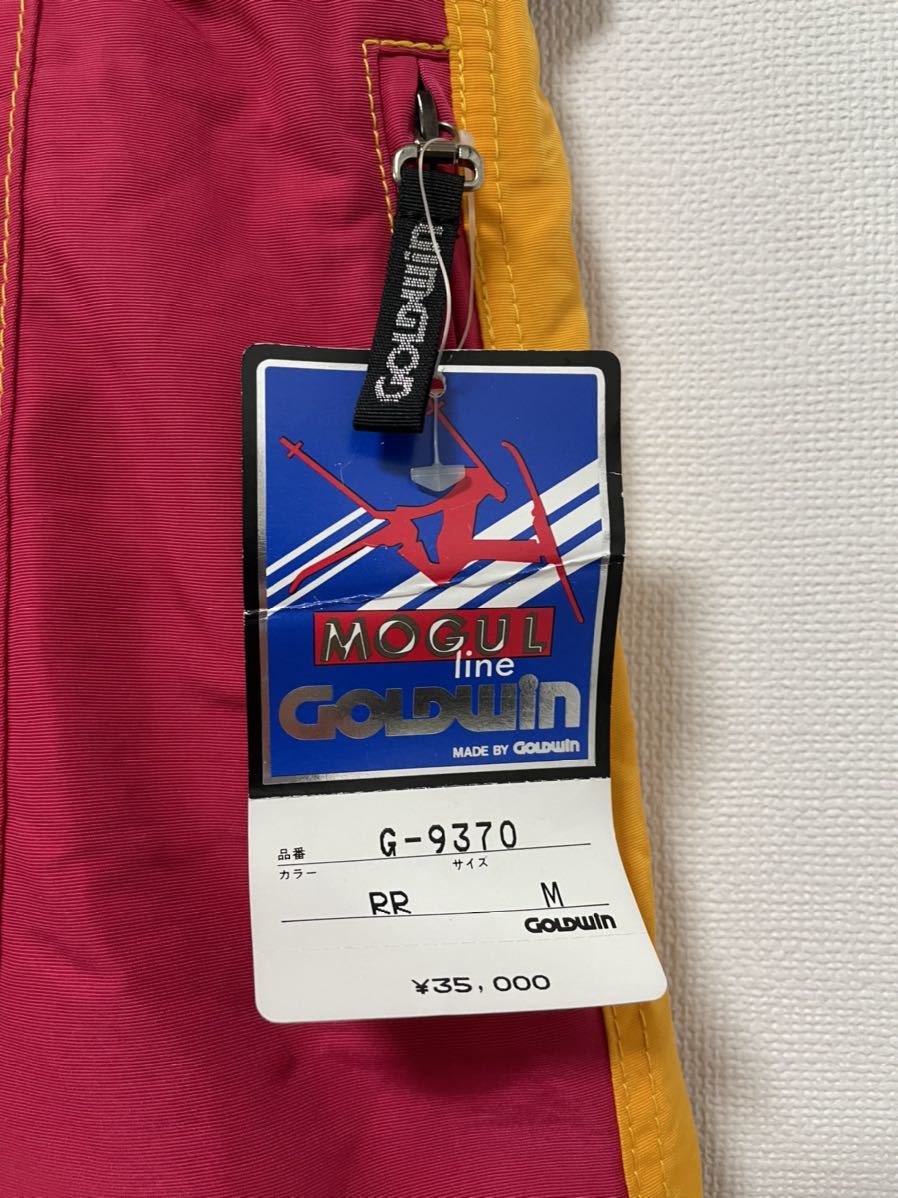 GOLDWIN
MOGUL
line
GOLDWIN
MADE BY GOLDWIN
品番 G-9370
カラー サイズ
RR M
GOLDWIN
¥35,000